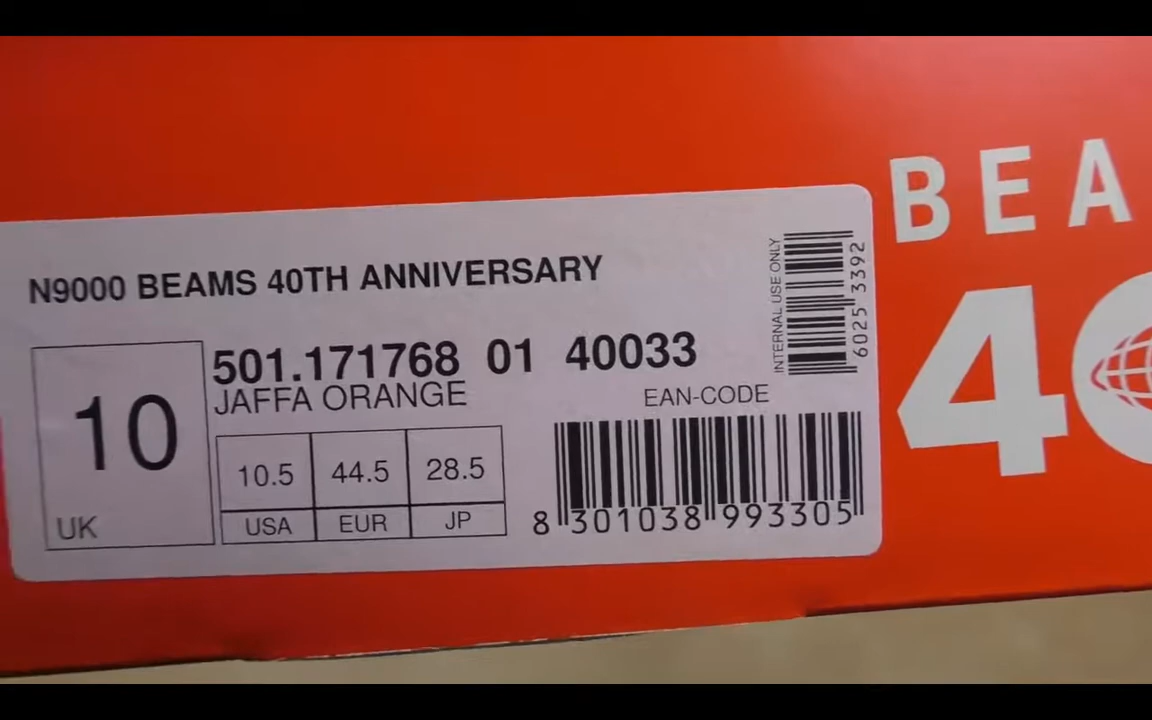 N9000 BEAMS 40TH ANNIVERSARY
501.171768 01 40033
JAFFA ORANGE
10
UK
10.5 44.5 28.5
USA EUR JP
EAN-CODE
8 301038 993305
INTERNAL USE ONLY
6025 3392
BEA
40